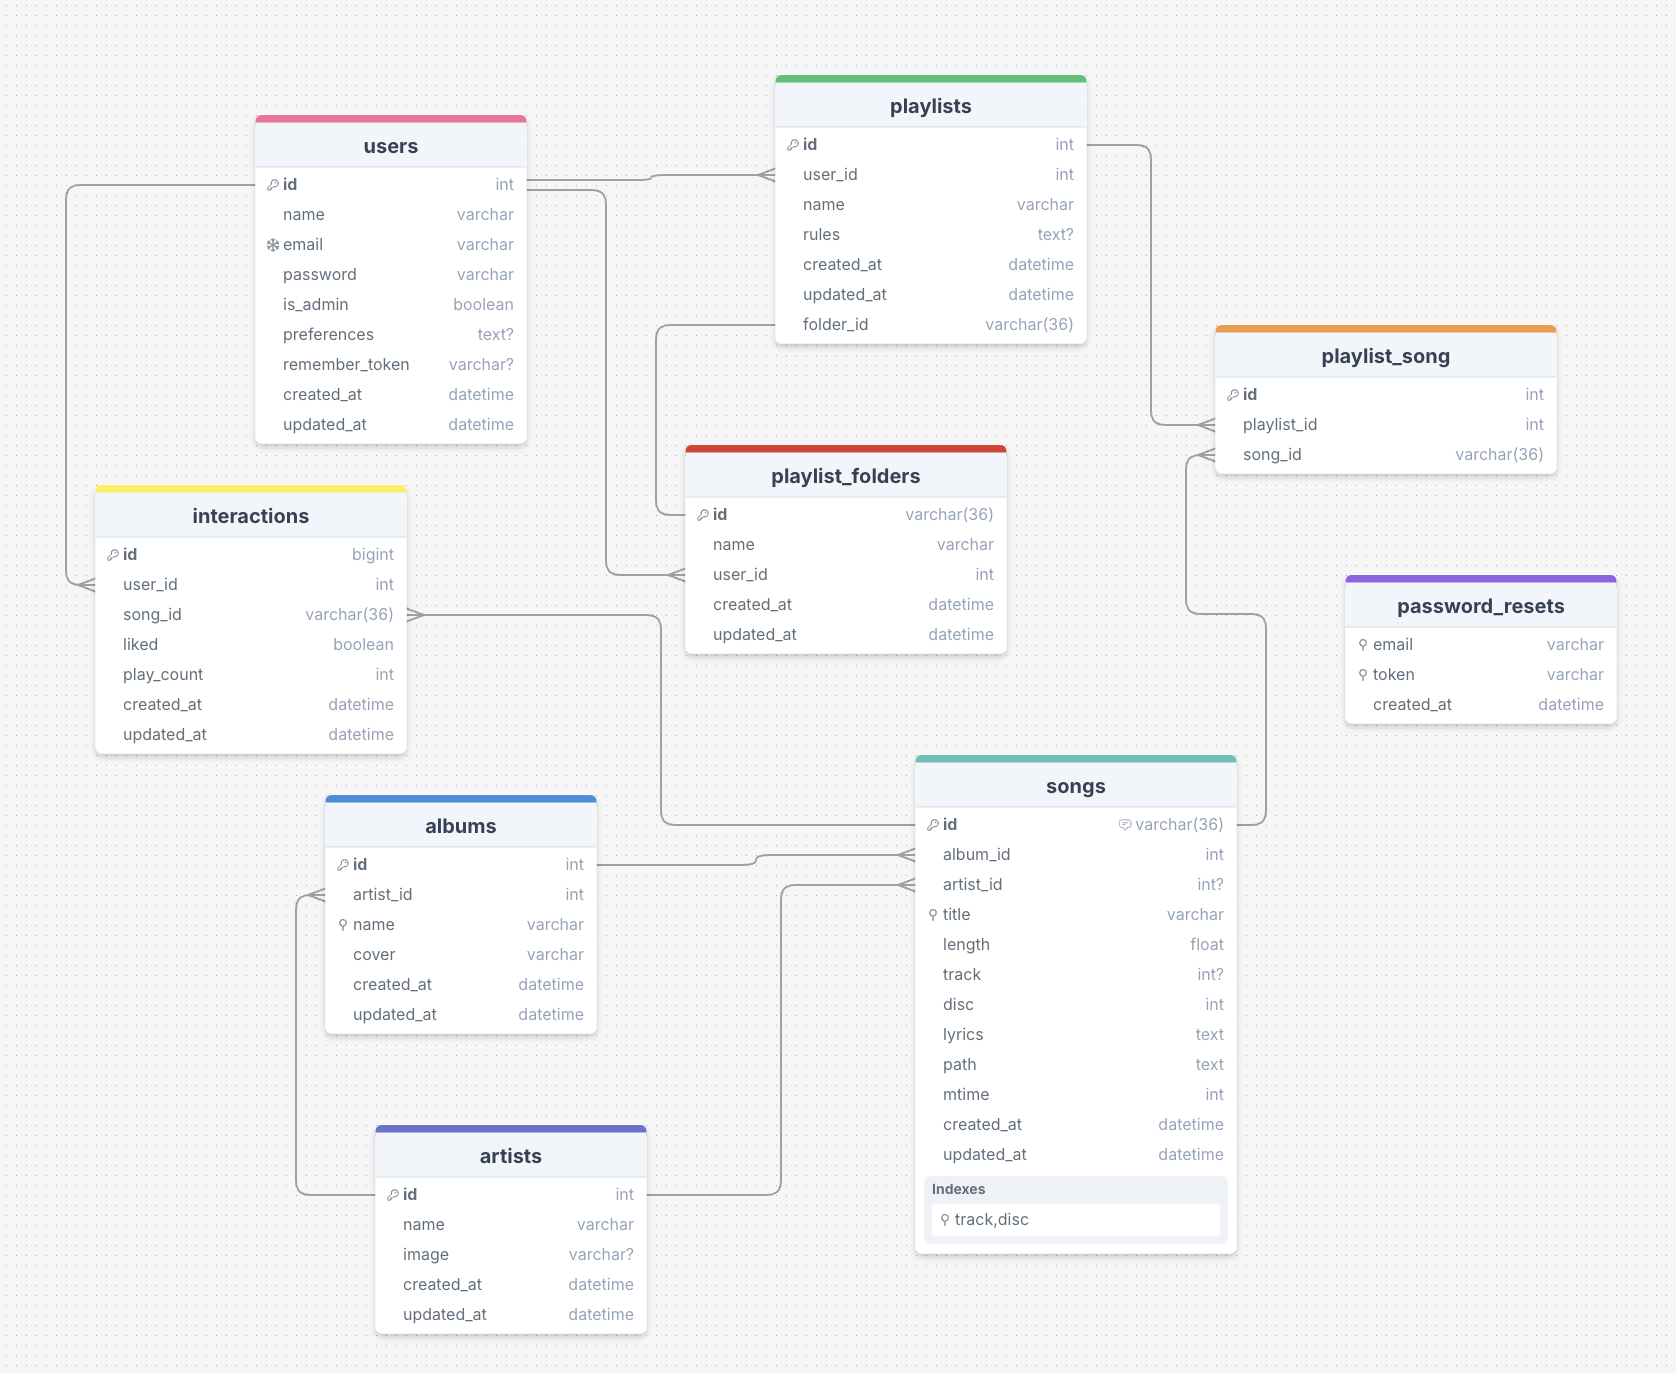 users
id int
name varchar
email varchar
password varchar
is_admin boolean
preferences text?
remember_token varchar?
created_at datetime
updated_at datetime
playlists
id int
user_id int
name varchar
rules text?
created_at datetime
updated_at datetime
folder_id varchar(36)
playlist_song
id int
playlist_id int
song_id varchar(36)
interactions
id bigint
user_id int
song_id varchar(36)
liked boolean
play_count int
created_at datetime
updated_at datetime
playlist_folders
id varchar(36)
name varchar
user_id int
created_at datetime
updated_at datetime
password_resets
email varchar
token varchar
created_at datetime
albums
id int
artist_id int
name varchar
cover varchar
created_at datetime
updated_at datetime
songs
id varchar(36)
album_id int
artist_id int?
title varchar
length float
track int?
disc int
lyrics text
path text
mtime int
created_at datetime
updated_at datetime
Indexes
track,disc
artists
id int
name varchar
image varchar?
created_at datetime
updated_at datetime